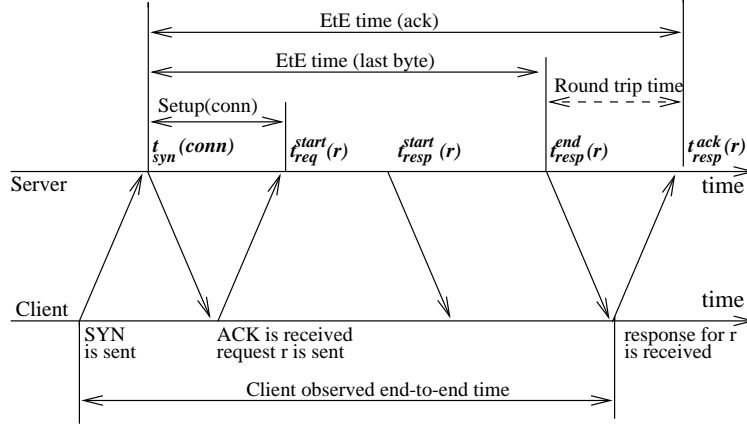 EtE time (ack)
EtE time (last byte)
Round trip time
Setup(conn)
t_syn(conn)
t_req^start(r)
t_resp^start(r)
t_resp^end(r)
t_resp^ack(r)
Server
time
Client
time
SYN
is sent
ACK is received
request r is sent
response for r
is received
Client observed end-to-end time